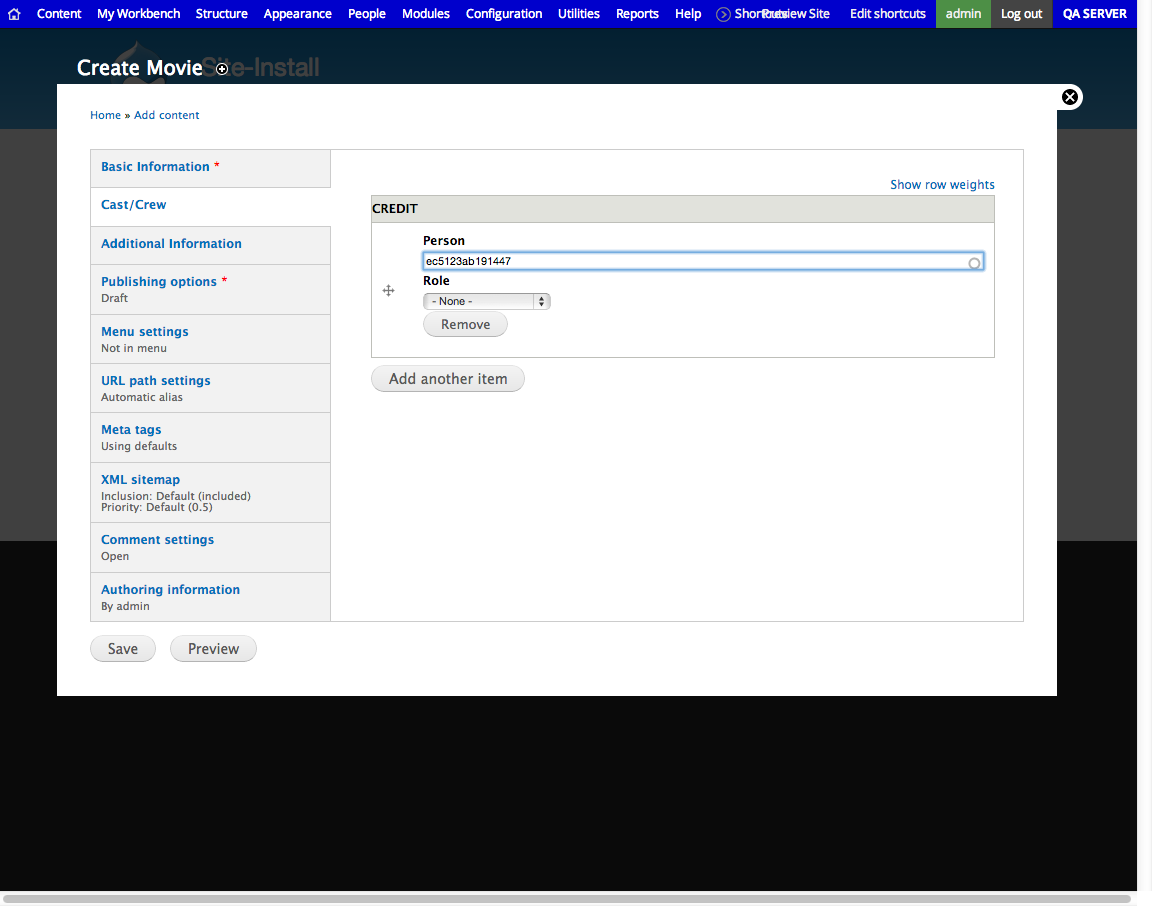 Content My Workbench Structure Appearance People Modules Configuration Utilities Reports Help Shortcuts Preview Site Edit shortcuts admin Log out QA SERVER
Create Movie Site-Install
Home » Add content
Basic Information *
Cast/Crew
Additional Information
Publishing options *
Draft
Menu settings
Not in menu
URL path settings
Automatic alias
Meta tags
Using defaults
XML sitemap
Inclusion: Default (included)
Priority: Default (0.5)
Comment settings
Open
Authoring information
By admin
Show row weights
CREDIT
Person
ec5123ab191447
Role
- None -
Remove
Add another item
Save Preview